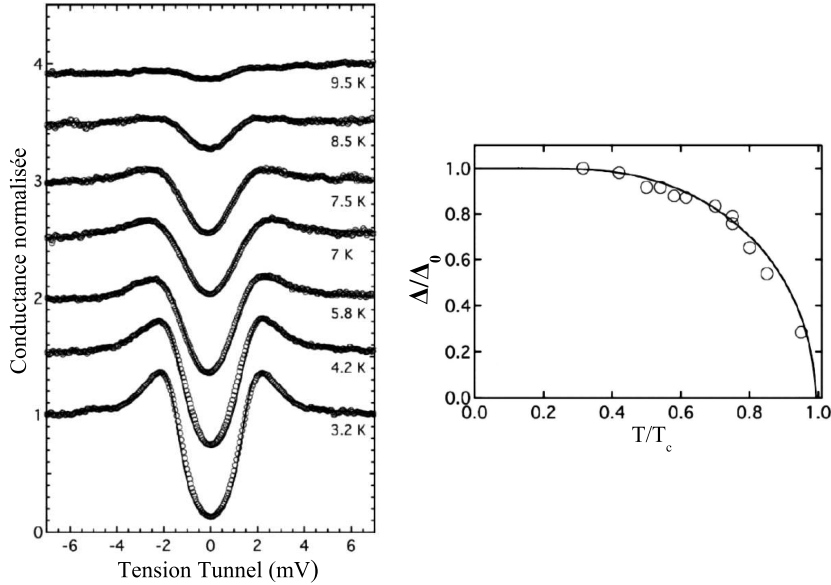 Conductance normalisée
4
3
2
1
0
9.5 K
8.5 K
7.5 K
7 K
5.8 K
4.2 K
3.2 K
-6 -4 -2 0 2 4 6
Tension Tunnel (mV)
Δ/Δ0
1.0
0.8
0.6
0.4
0.2
0.0
0.0 0.2 0.4 0.6 0.8 1.0
T/Tc